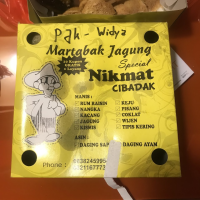 Pak - Widya
Martabak Jagung
Special
Nikmat
CIBADAK
MANIS :
RUM RAISIN
KEJU
NANGKA
PISANG
KACANG
COKLAT
JAGUNG
WIJEN
KISMIS
TIPIS KERING
ASIN :
DAGING SAPI
DAGING AYAM
Phone :